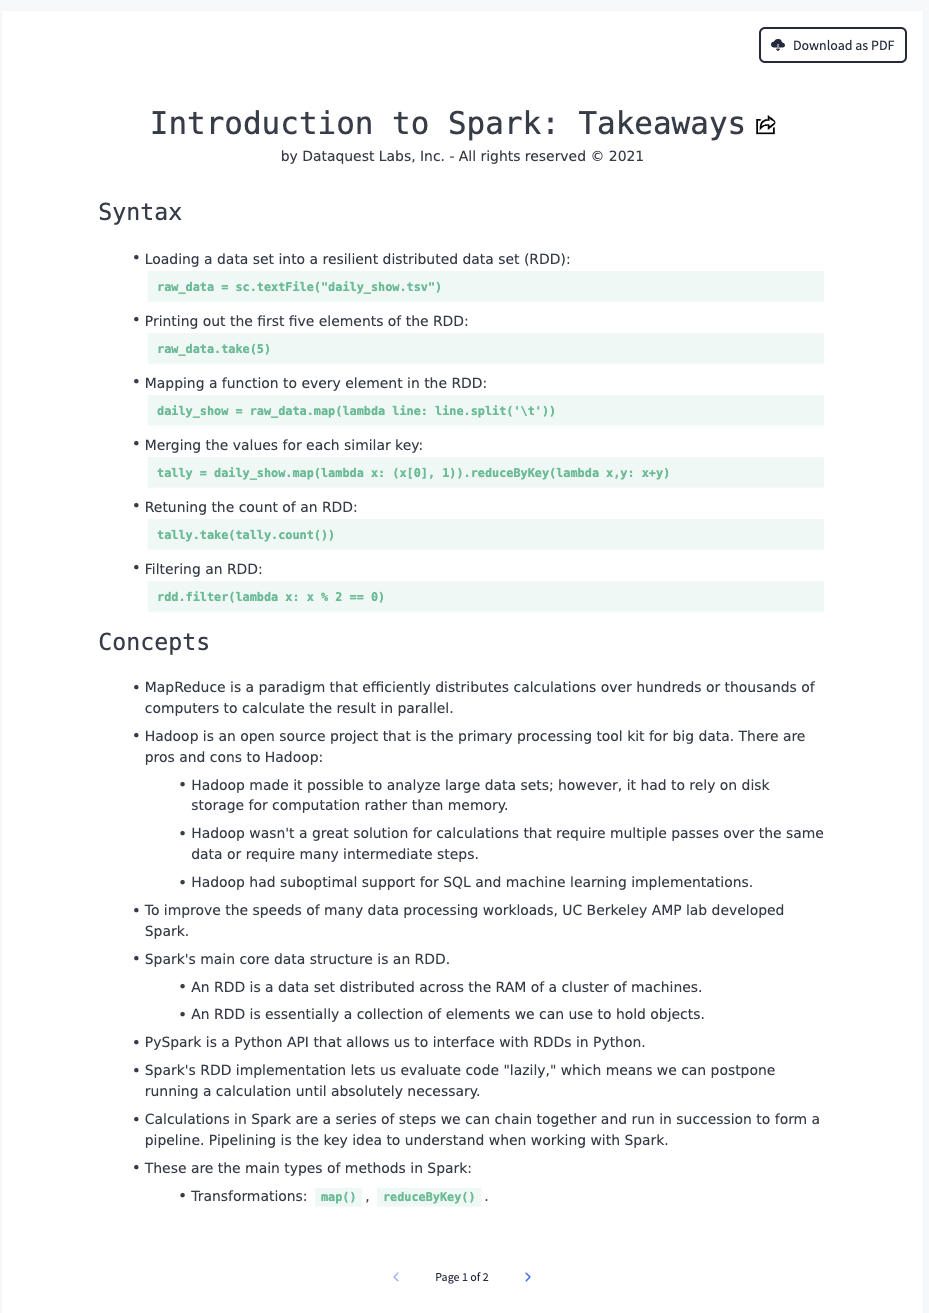 Download as PDF
Introduction to Spark: Takeaways
by Dataquest Labs, Inc. - All rights reserved © 2021
Syntax
• Loading a data set into a resilient distributed data set (RDD):
raw_data = sc.textFile("daily_show.tsv")
• Printing out the first five elements of the RDD:
raw_data.take(5)
• Mapping a function to every element in the RDD:
daily_show = raw_data.map(lambda line: line.split('\t'))
• Merging the values for each similar key:
tally = daily_show.map(lambda x: (x[0], 1)).reduceByKey(lambda x,y: x+y)
• Retuning the count of an RDD:
tally.take(tally.count())
• Filtering an RDD:
rdd.filter(lambda x: x % 2 == 0)
Concepts
• MapReduce is a paradigm that efficiently distributes calculations over hundreds or thousands of
computers to calculate the result in parallel.
• Hadoop is an open source project that is the primary processing tool kit for big data. There are
pros and cons to Hadoop:
• Hadoop made it possible to analyze large data sets; however, it had to rely on disk
storage for computation rather than memory.
• Hadoop wasn't a great solution for calculations that require multiple passes over the same
data or require many intermediate steps.
• Hadoop had suboptimal support for SQL and machine learning implementations.
• To improve the speeds of many data processing workloads, UC Berkeley AMP lab developed
Spark.
• Spark's main core data structure is an RDD.
• An RDD is a data set distributed across the RAM of a cluster of machines.
• An RDD is essentially a collection of elements we can use to hold objects.
• PySpark is a Python API that allows us to interface with RDDs in Python.
• Spark's RDD implementation lets us evaluate code "lazily," which means we can postpone
running a calculation until absolutely necessary.
• Calculations in Spark are a series of steps we can chain together and run in succession to form a
pipeline. Pipelining is the key idea to understand when working with Spark.
• These are the main types of methods in Spark:
• Transformations: map() , reduceByKey() .
Page 1 of 2